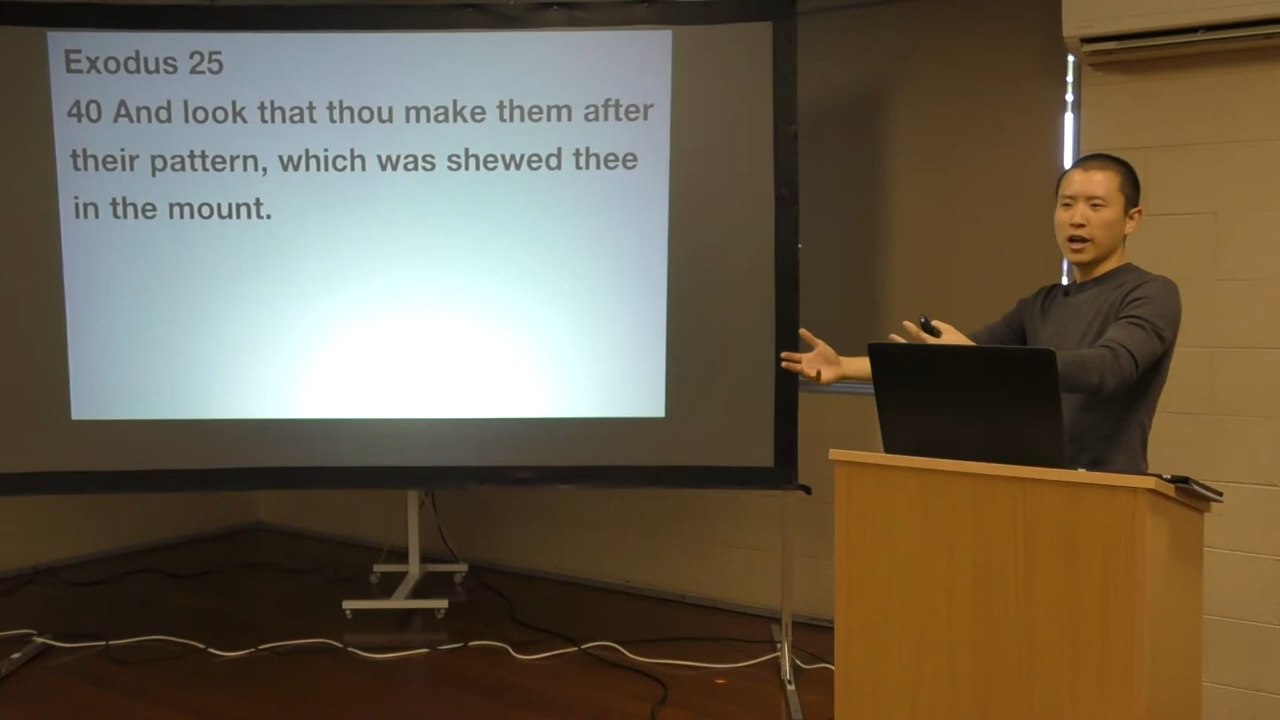 Exodus 25
40 And look that thou make them after
their pattern, which was shewed thee
in the mount.